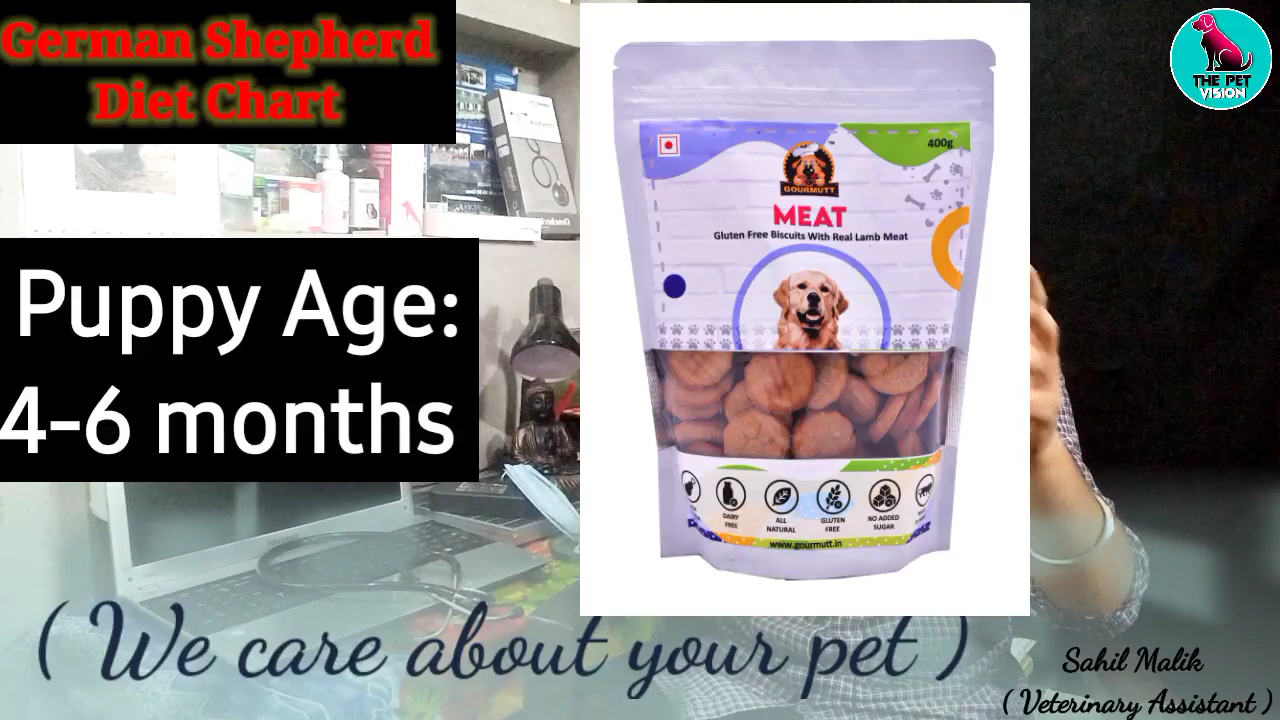 German Shepherd
Diet Chart
THE PET
VISION
Puppy Age:
4-6 months
400g
GOURMUTT
MEAT
Gluten Free Biscuits With Real Lamb Meat
DAIRY
FREE
ALL
NATURAL
GLUTEN
FREE
NO ADDED
SUGAR
www.gourmutt.in
( We care about your pet )
Sahil Malik
( Veterinary Assistant )